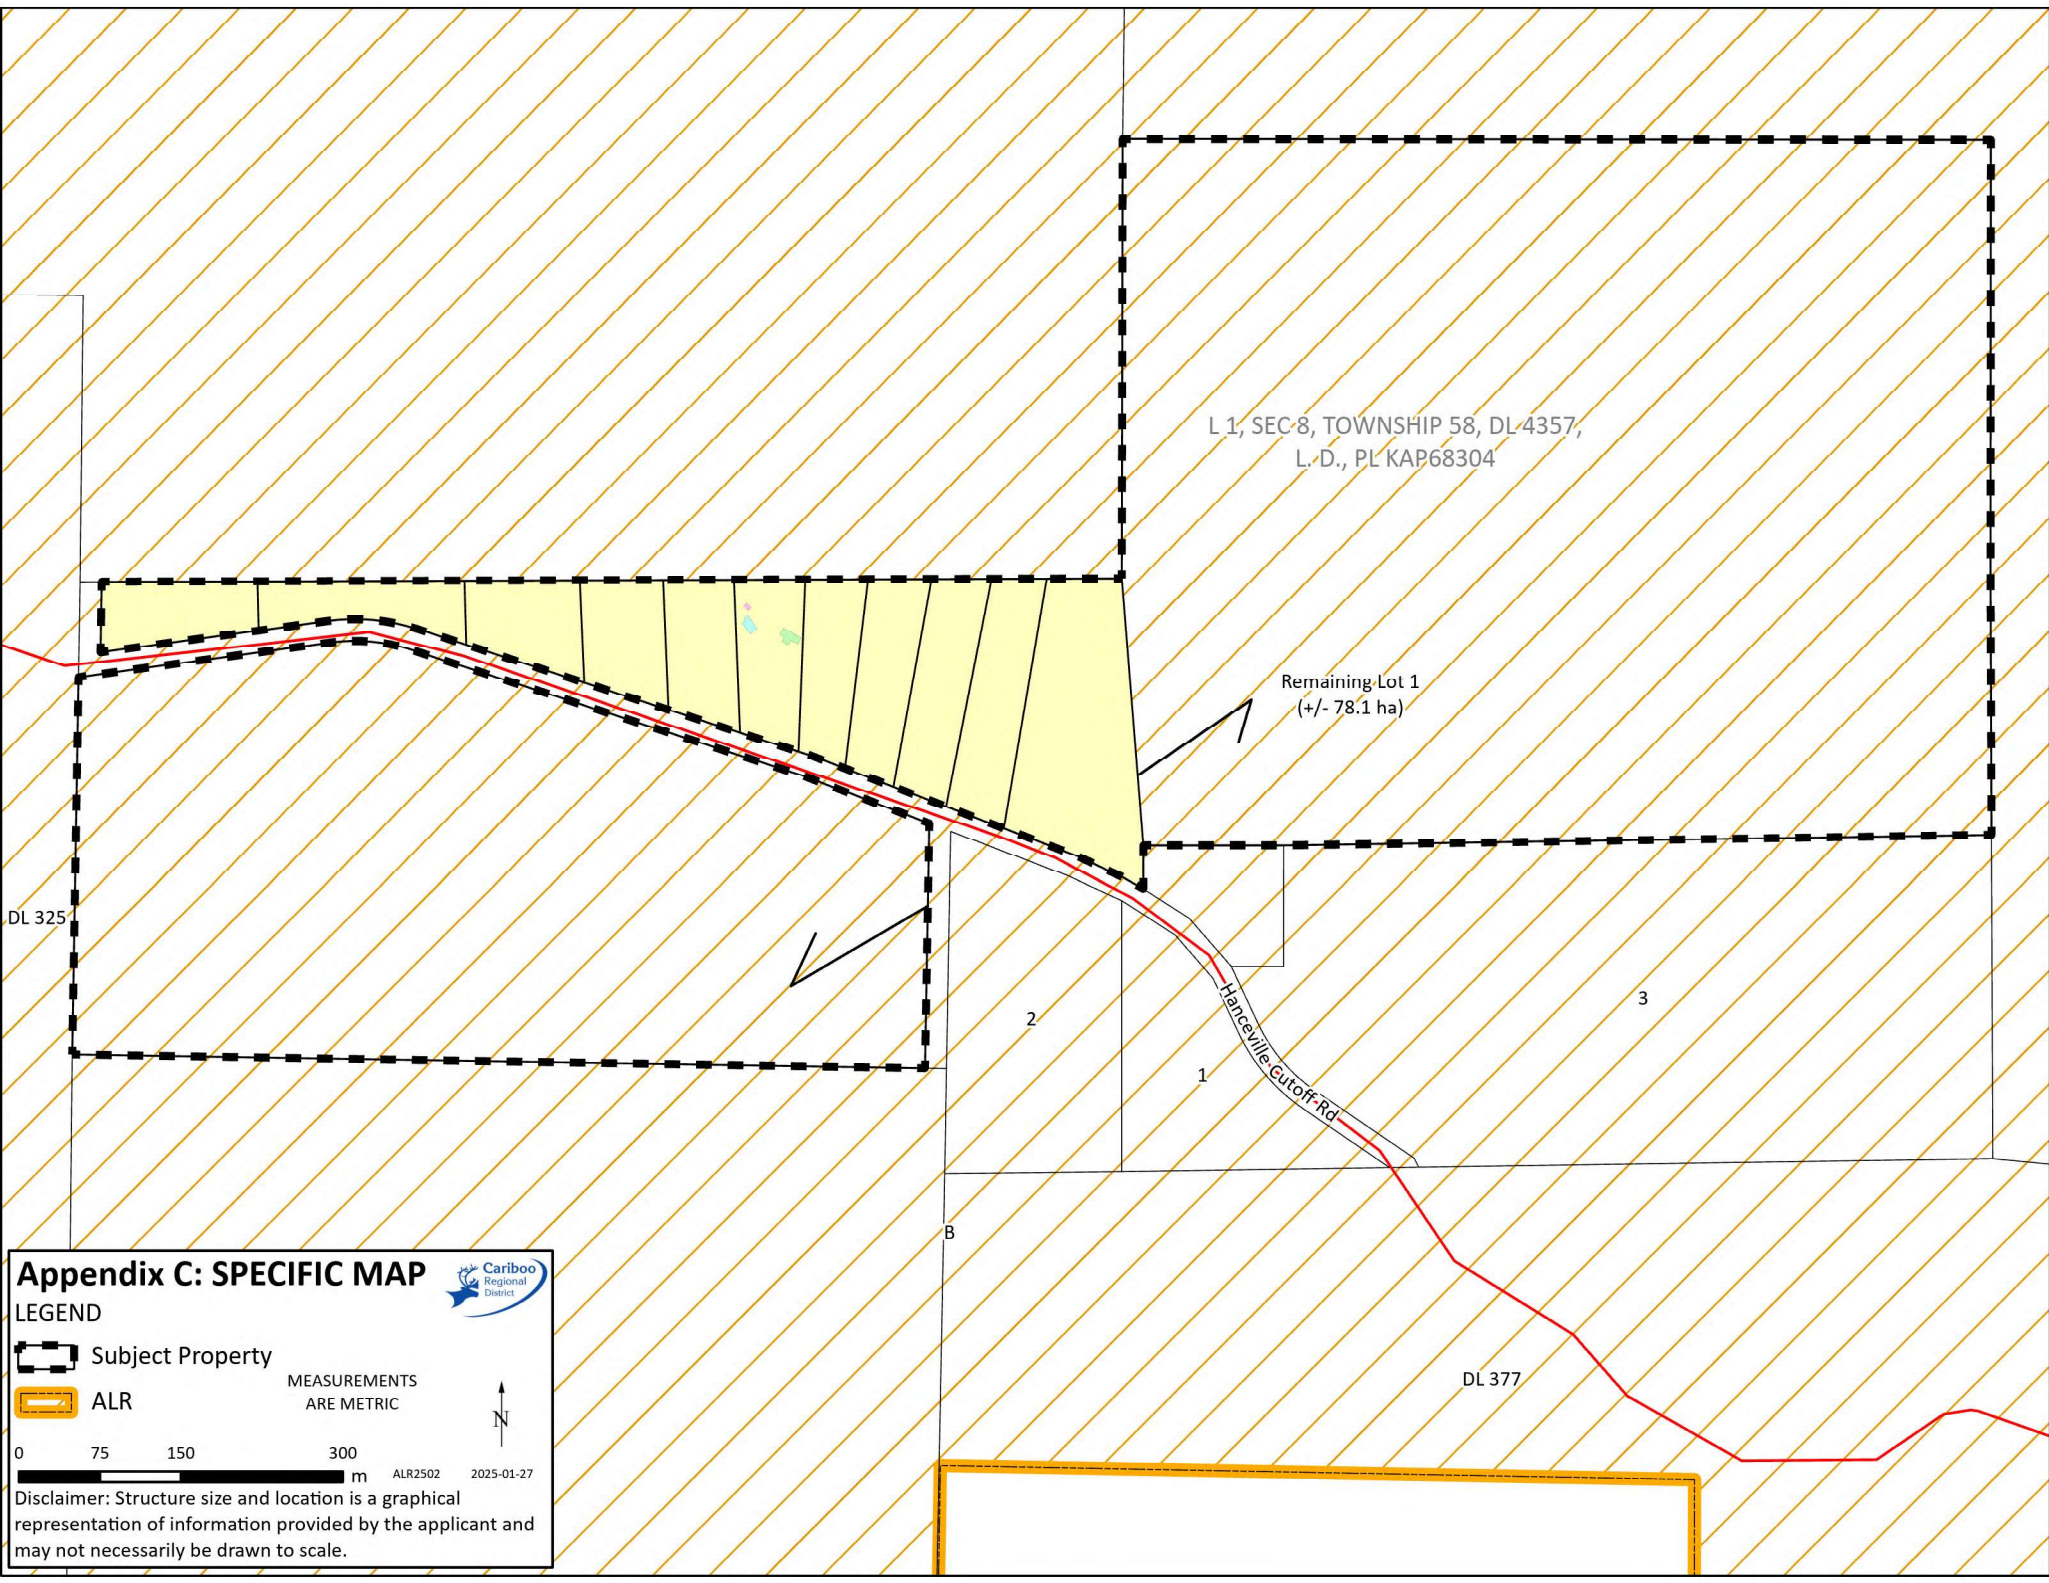 L 1, SEC 8, TOWNSHIP 58, DL 4357,
L. D., PL KAP68304
Remaining Lot 1
(+/- 78.1 ha)
DL 325
2
3
1
Hanceville Cutoff Rd
B
DL 377
Appendix C: SPECIFIC MAP
Cariboo
Regional
District
LEGEND
Subject Property
ALR
MEASUREMENTS
ARE METRIC
N
0 75 150 300
m
ALR2502 2025-01-27
Disclaimer: Structure size and location is a graphical
representation of information provided by the applicant and
may not necessarily be drawn to scale.